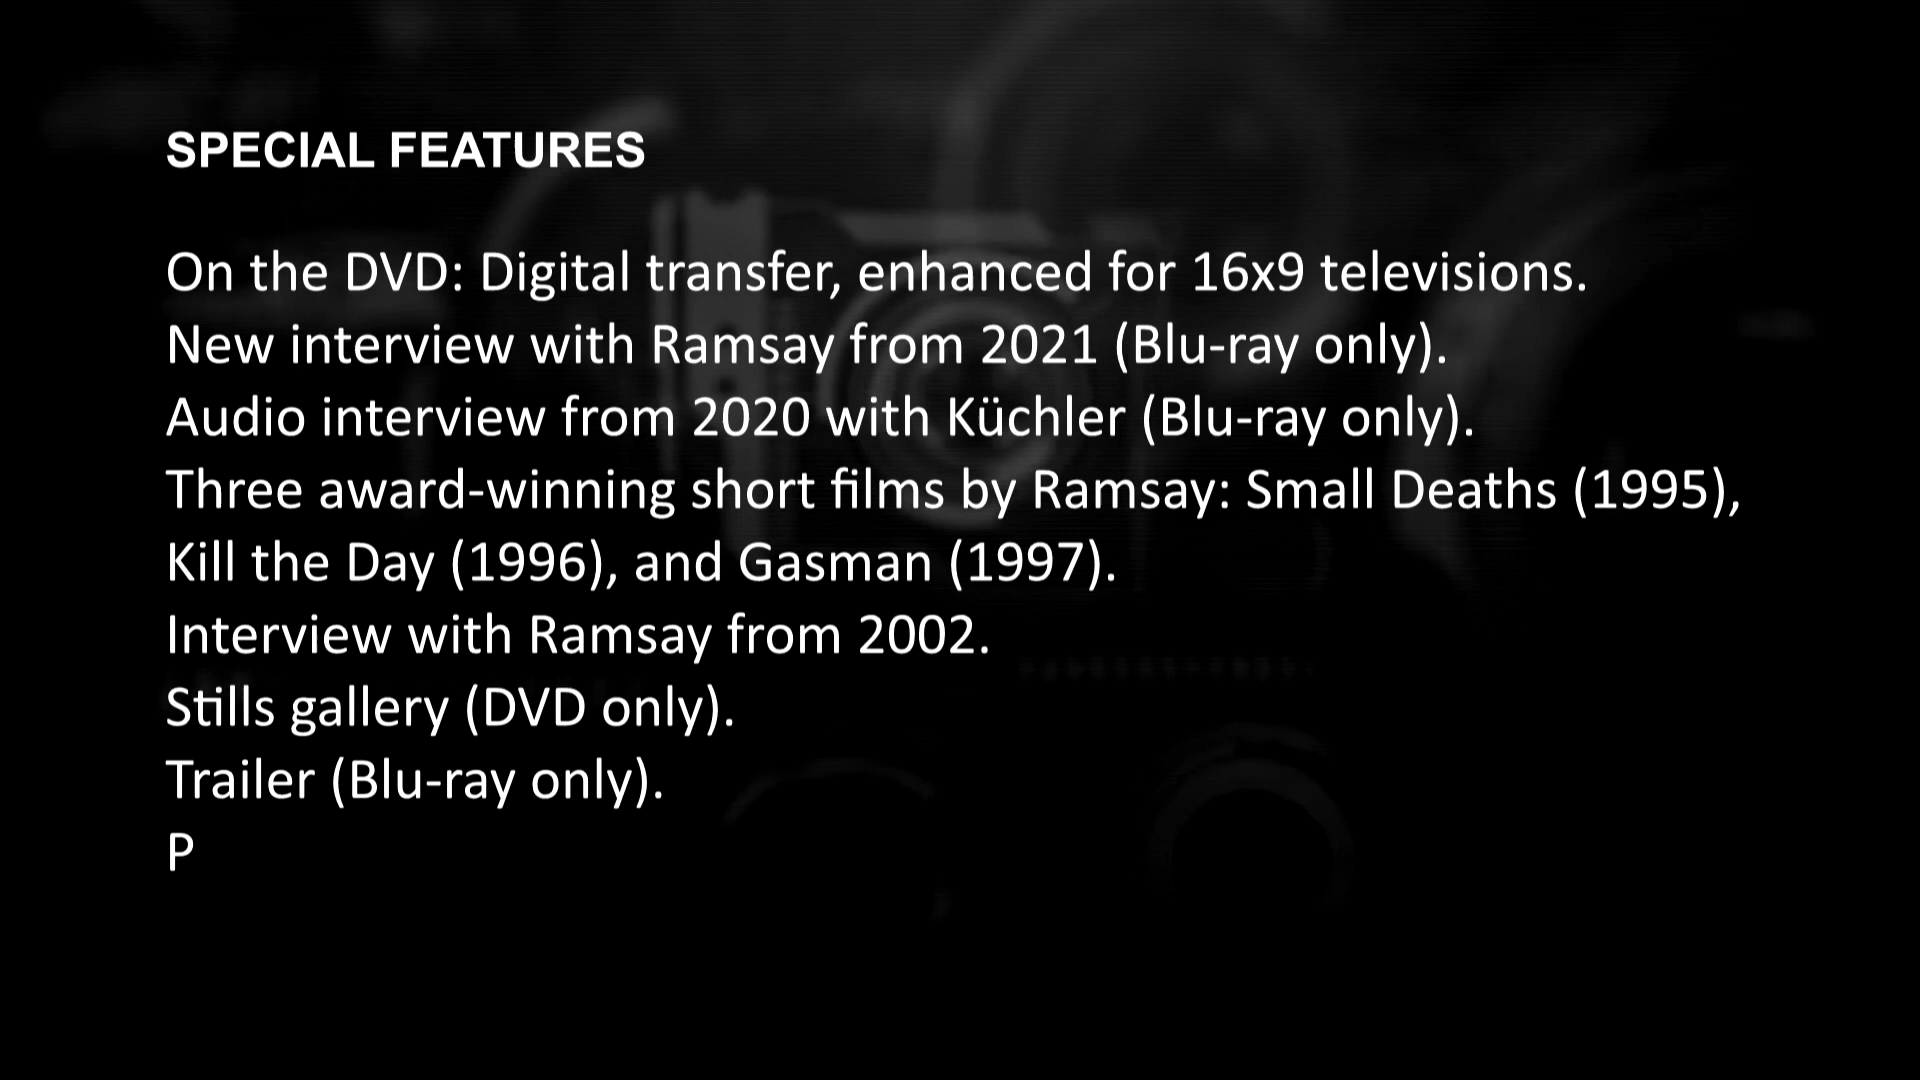 SPECIAL FEATURES
On the DVD: Digital transfer, enhanced for 16x9 televisions.
New interview with Ramsay from 2021 (Blu-ray only).
Audio interview from 2020 with Küchler (Blu-ray only).
Three award-winning short films by Ramsay: Small Deaths (1995),
Kill the Day (1996), and Gasman (1997).
Interview with Ramsay from 2002.
Stills gallery (DVD only).
Trailer (Blu-ray only).
P